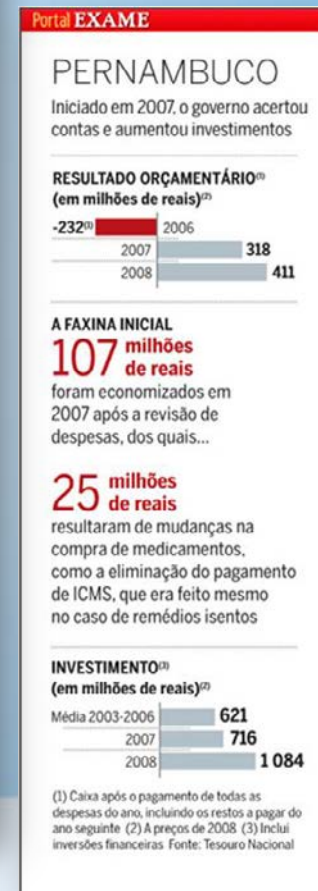 Portal EXAME
PERNAMBUCO
Iniciado em 2007, o governo acertou
contas e aumentou investimentos
RESULTADO ORÇAMENTÁRIO(1)
(em milhões de reais)(2)
-232(1) 2006
2007 318
2008 411
A FAXINA INICIAL
107 milhões
de reais
foram economizados em
2007 após a revisão de
despesas, dos quais...
25 milhões
de reais
resultaram de mudanças na
compra de medicamentos,
como a eliminação do pagamento
de ICMS, que era feito mesmo
no caso de remédios isentos
INVESTIMENTO(3)
(em milhões de reais)(2)
Média 2003-2006 621
2007 716
2008 1 084
(1) Caixa após o pagamento de todas as
despesas do ano, incluindo os restos a pagar do
ano seguinte (2) A preços de 2008 (3) Inclui
inversões financeiras Fonte: Tesouro Nacional